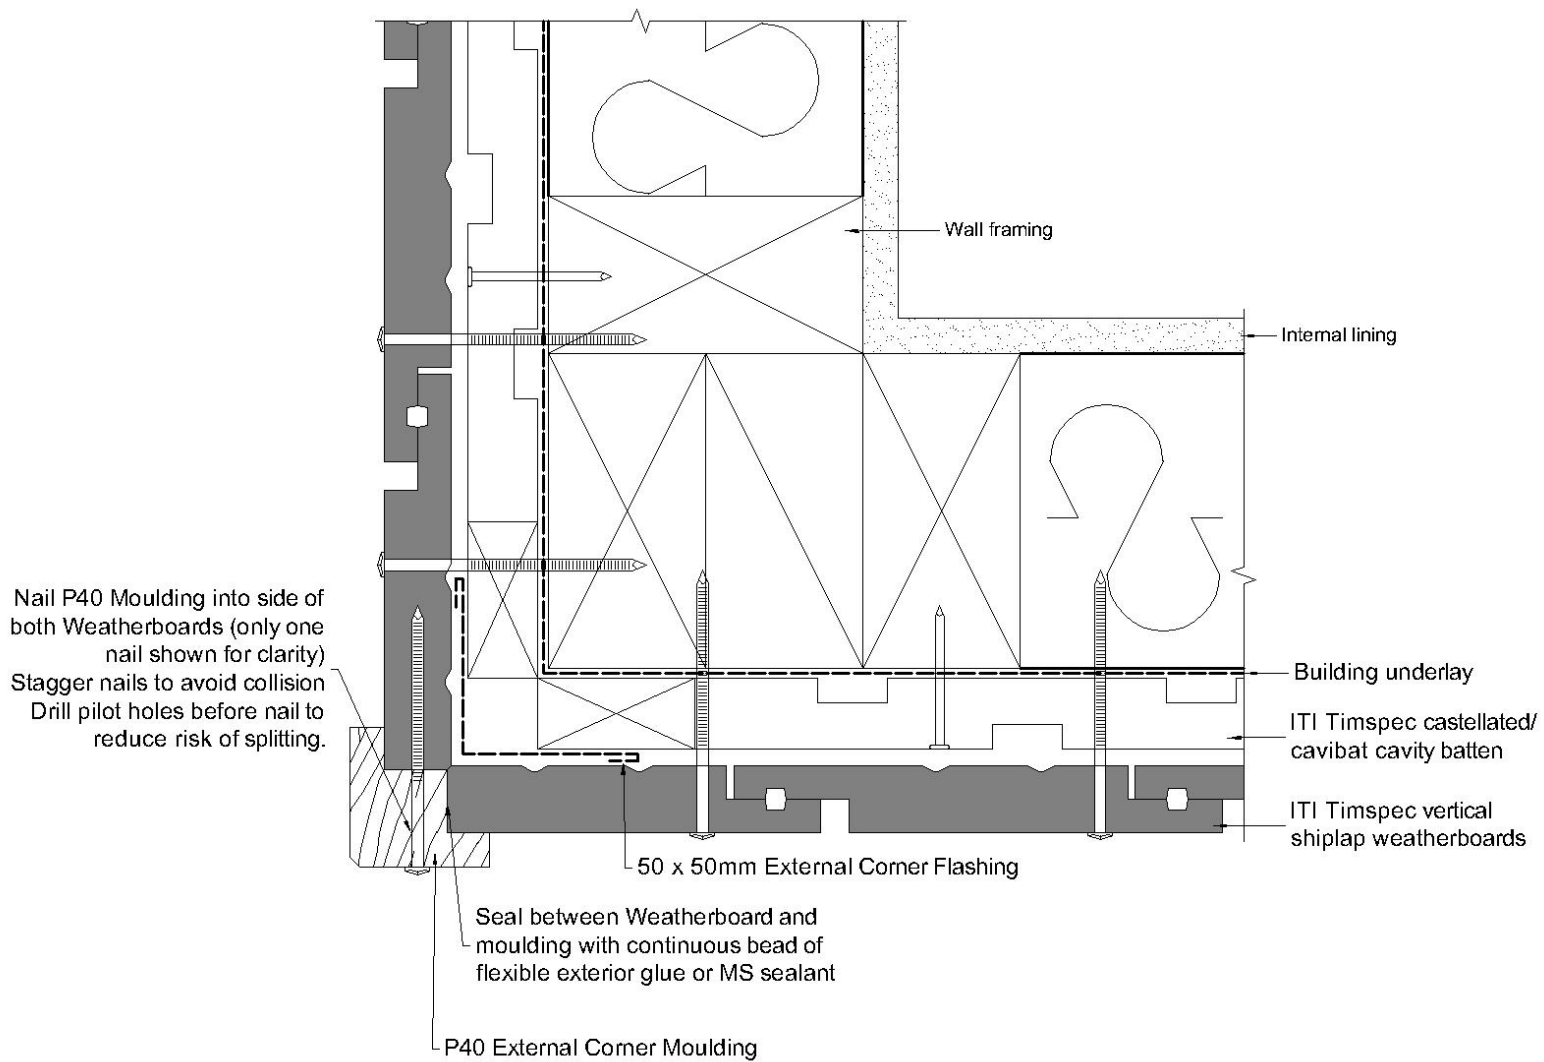 Wall framing
Internal lining
Nail P40 Moulding into side of
both Weatherboards (only one
nail shown for clarity)
Stagger nails to avoid collision
Drill pilot holes before nail to
reduce risk of splitting.
Building underlay
ITI Timspec castellated/
cavibat cavity batten
ITI Timspec vertical
shiplap weatherboards
50 x 50mm External Corner Flashing
Seal between Weatherboard and
moulding with continuous bead of
flexible exterior glue or MS sealant
P40 External Corner Moulding